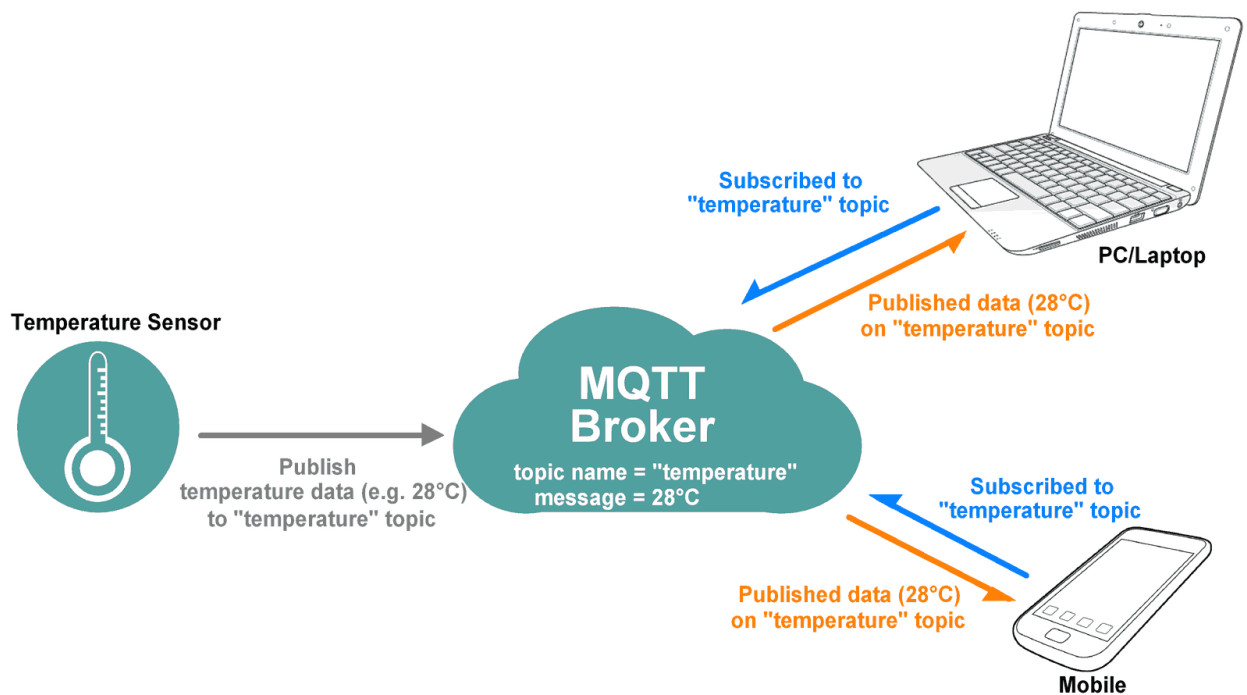 Subscribed to
"temperature" topic
PC/Laptop
Published data (28°C)
on "temperature" topic
Temperature Sensor
MQTT
Broker
topic name = "temperature"
message = 28°C
Publish
temperature data (e.g. 28°C)
to "temperature" topic
Subscribed to
"temperature" topic
Published data (28°C)
on "temperature" topic
Mobile